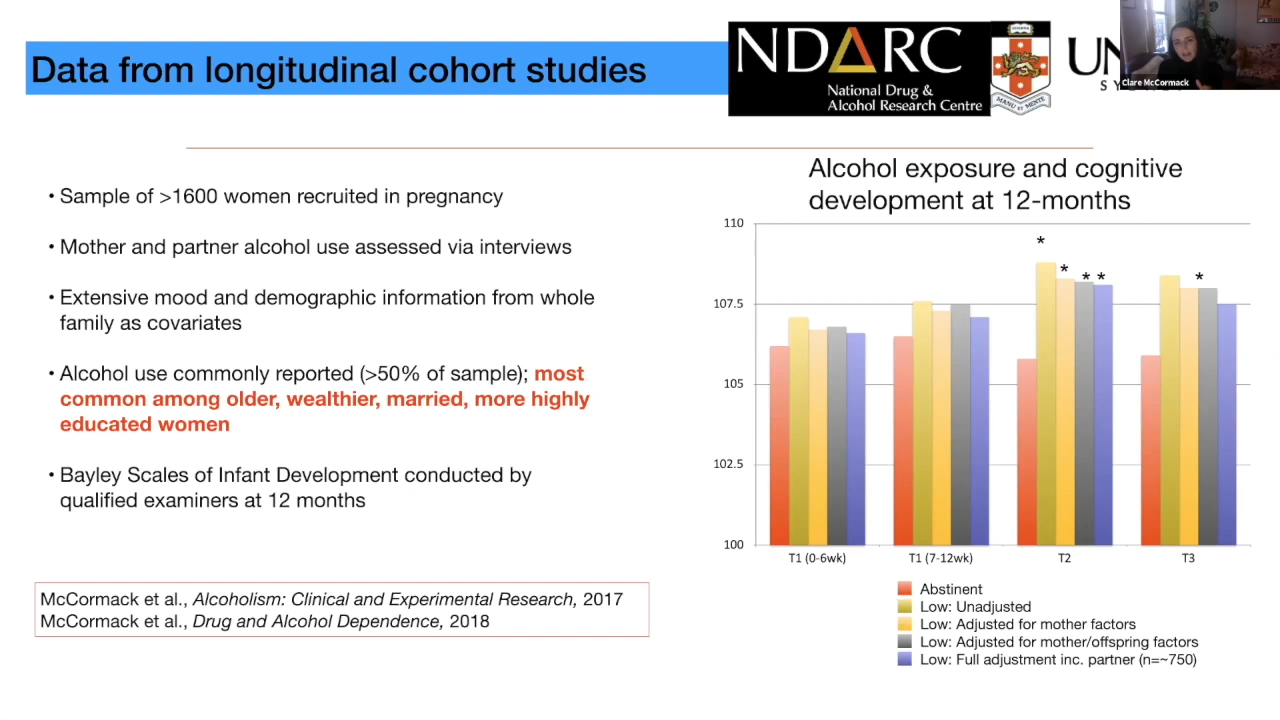 Data from longitudinal cohort studies
NDARC
National Drug &
Alcohol Research Centre
MANU ET MENTE
Clare McCormack
• Sample of >1600 women recruited in pregnancy
• Mother and partner alcohol use assessed via interviews
• Extensive mood and demographic information from whole
family as covariates
• Alcohol use commonly reported (>50% of sample); most
common among older, wealthier, married, more highly
educated women
• Bayley Scales of Infant Development conducted by
qualified examiners at 12 months
McCormack et al., Alcoholism: Clinical and Experimental Research, 2017
McCormack et al., Drug and Alcohol Dependence, 2018
Alcohol exposure and cognitive
development at 12-months
110
107.5
105
102.5
100
* * * * *
T1 (0-6wk) T1 (7-12wk) T2 T3
Abstinent
Low: Unadjusted
Low: Adjusted for mother factors
Low: Adjusted for mother/offspring factors
Low: Full adjustment inc. partner (n=~750)